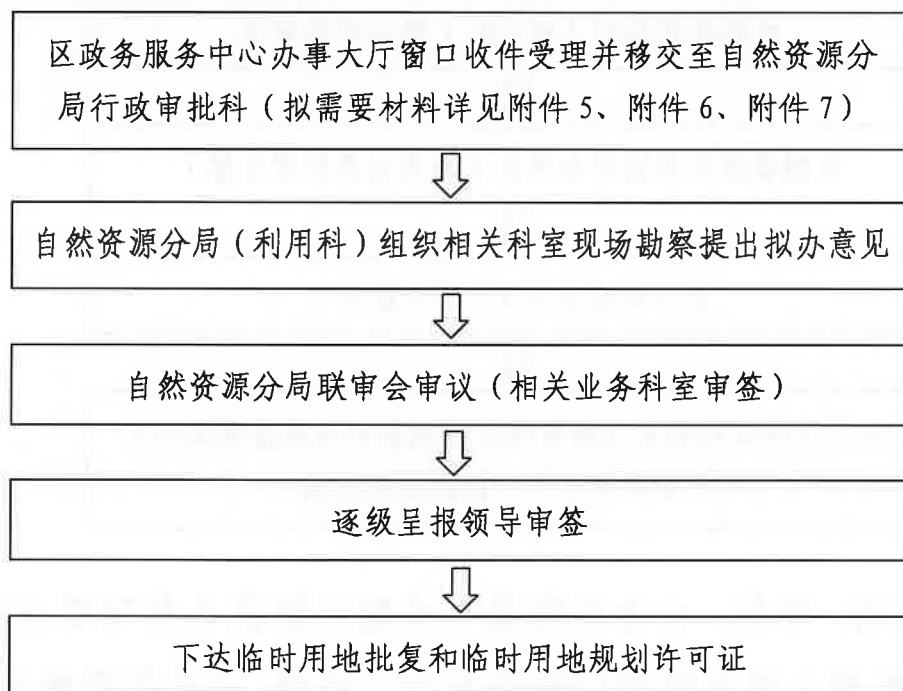 区政务服务中心办事大厅窗口收件受理并移交至自然资源分
局行政审批科（拟需要材料详见附件 5、附件 6、附件 7）
自然资源分局（利用科）组织相关科室现场勘察提出拟办意见
自然资源分局联审会审议（相关业务科室审签）
逐级呈报领导审签
下达临时用地批复和临时用地规划许可证